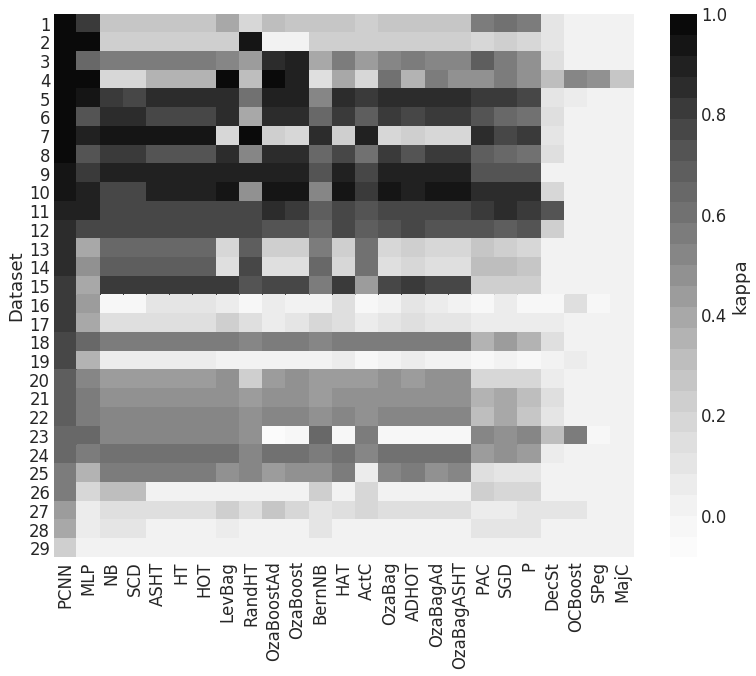 1
2
3
4
5
6
7
8
9
10
11
12
13
14
15
16
17
18
19
20
21
22
23
24
25
26
27
28
29
Dataset
PCNN
MLP
NB
SCD
ASHT
HT
HOT
LevBag
RandHT
OzaBoostAd
OzaBoost
BernNB
HAT
ActC
OzaBag
ADHOT
OzaBagAd
OzaBagASHT
PAC
SGD
P
DecSt
OCBoost
SPeg
MajC
1.0
0.8
0.6
0.4
0.2
0.0
kappa